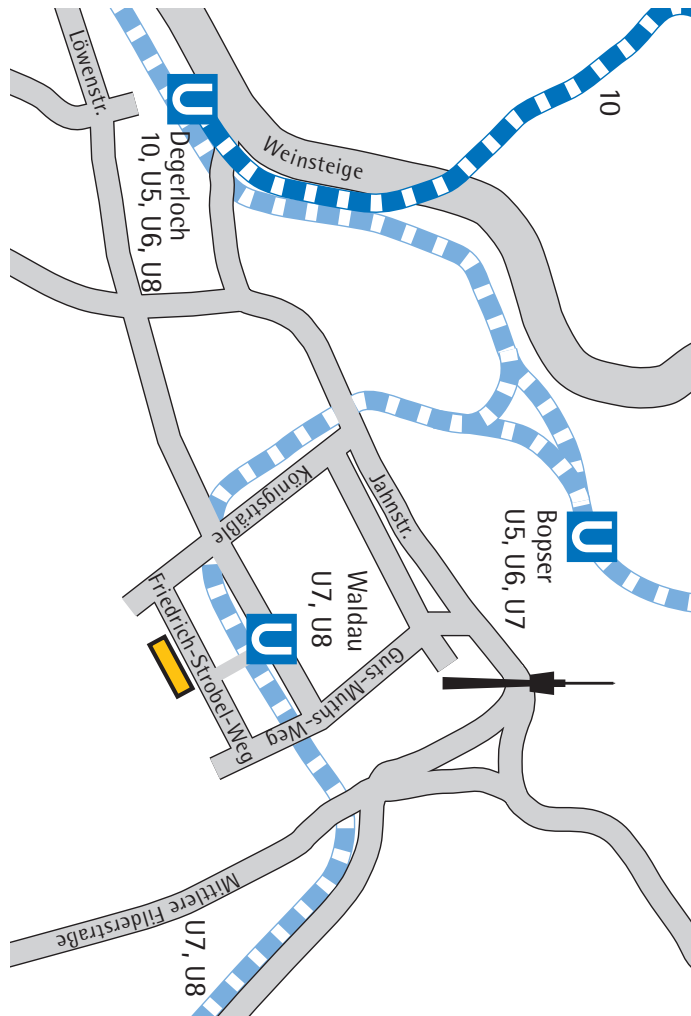 Löwenstr.
U
Degerloch
10, U5, U6, U8
Weinsteige
10
Jahnstr.
Königsträßle
U
Bopser
U5, U6, U7
U
Waldau
U7, U8
Friedrich-Strobel-Weg
Guts-Muths-Weg
Mittlere Filderstraße
U7, U8